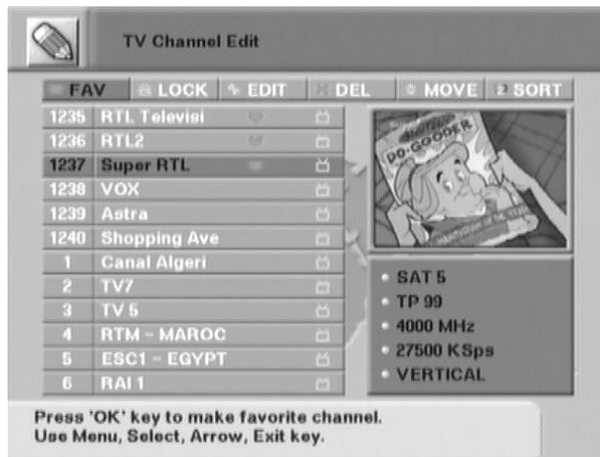 TV Channel Edit
FAV LOCK EDIT DEL MOVE SORT
1235 RTL Televisi
1236 RTL2
1237 Super RTL
1238 VOX
1239 Astra
1240 Shopping Ave
1 Canal Algeri
2 TV7
3 TV 5
4 RTM - MAROC
5 ESC1 - EGYPT
6 RAI 1
DO-GOODER
SAT 5
TP 99
4000 MHz
27500 KSps
VERTICAL
Press 'OK' key to make favorite channel.
Use Menu, Select, Arrow, Exit key.